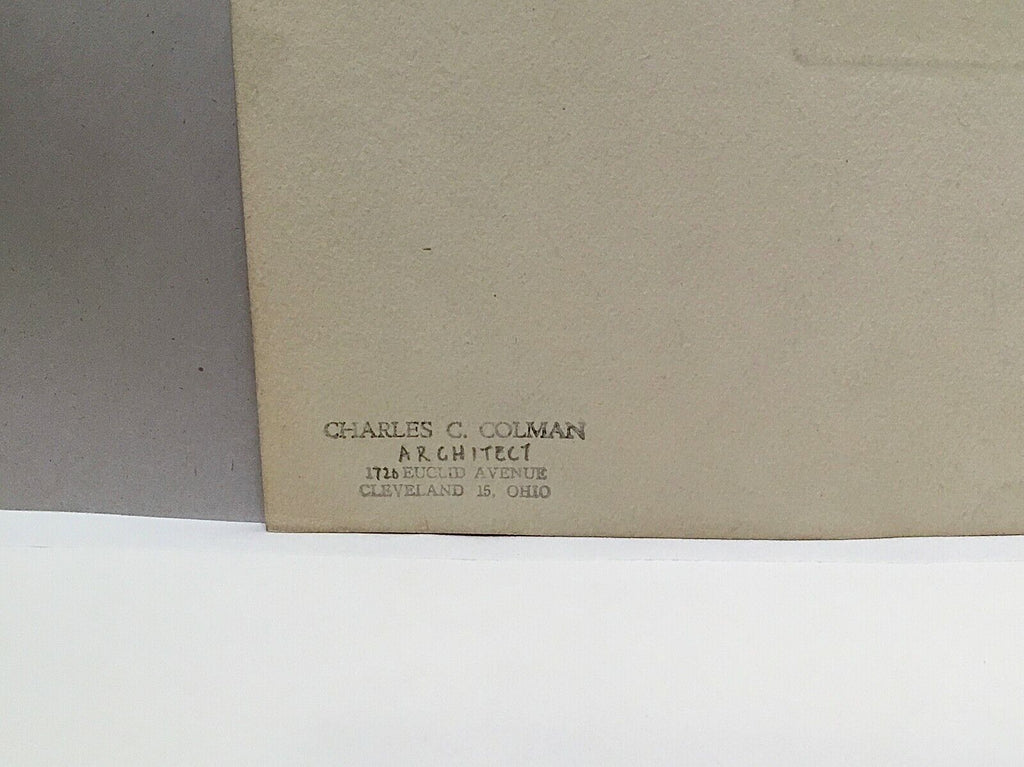 CHARLES C. COLMAN
ARCHITECT
1726 EUCLID AVENUE
CLEVELAND 15, OHIO